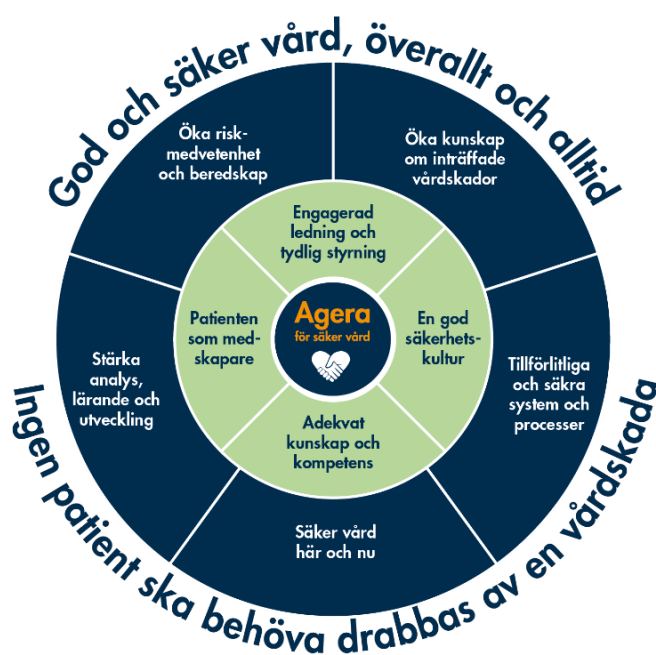 God och säker vård, överallt och alltid
Öka risk-
medvetenhet
och beredskap
Öka kunskap
om inträffade
vårdskador
Engagerad
ledning och
tydlig styrning
Patienten
som med-
skapare
Agera
för säker vård
En god
säkerhets-
kultur
Stärka
analys,
lärande och
utveckling
Tillförlitliga
och säkra
system och
processer
Adekvat
kunskap och
kompetens
Säker vård
här och nu
Ingen patient ska behöva drabbas av en vårdskada